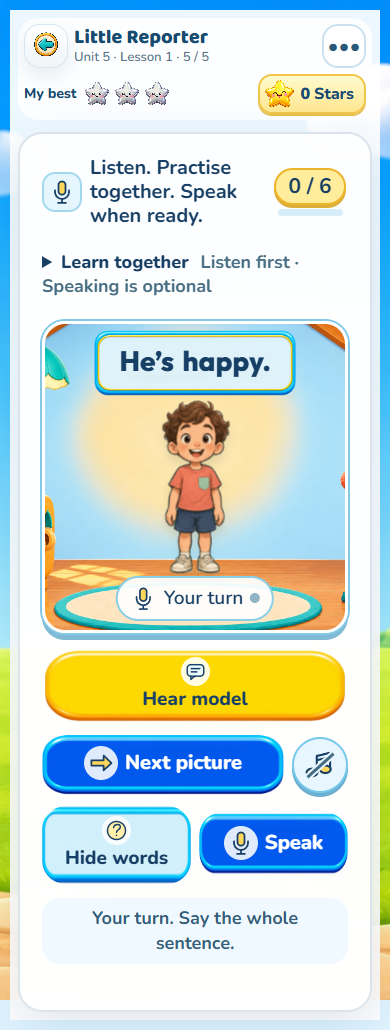 Little Reporter
Unit 5 · Lesson 1 · 5 / 5
My best
0 Stars
Listen. Practise
together. Speak
when ready.
0 / 6
Learn together Listen first ·
Speaking is optional
He's happy.
Your turn
Hear model
Next picture
Hide words
Speak
Your turn. Say the whole
sentence.